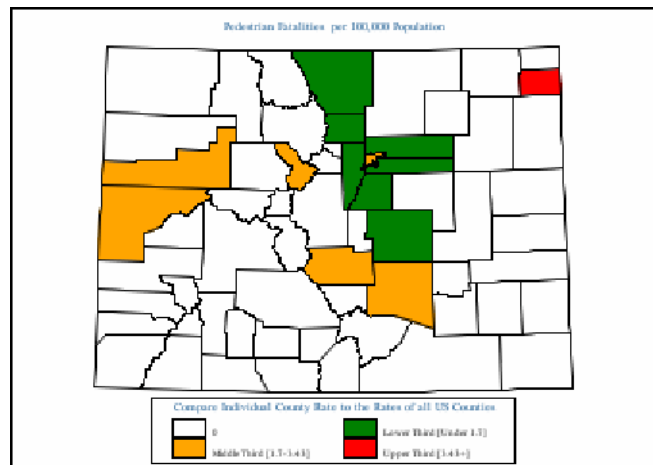 Pedestrian Fatalities per 100,000 Population
Compare Individual County Rate to the Rates of all US Counties
0
Lower Third [Under 1.7]
Middle Third [1.7-3.43]
Upper Third [3.43+]